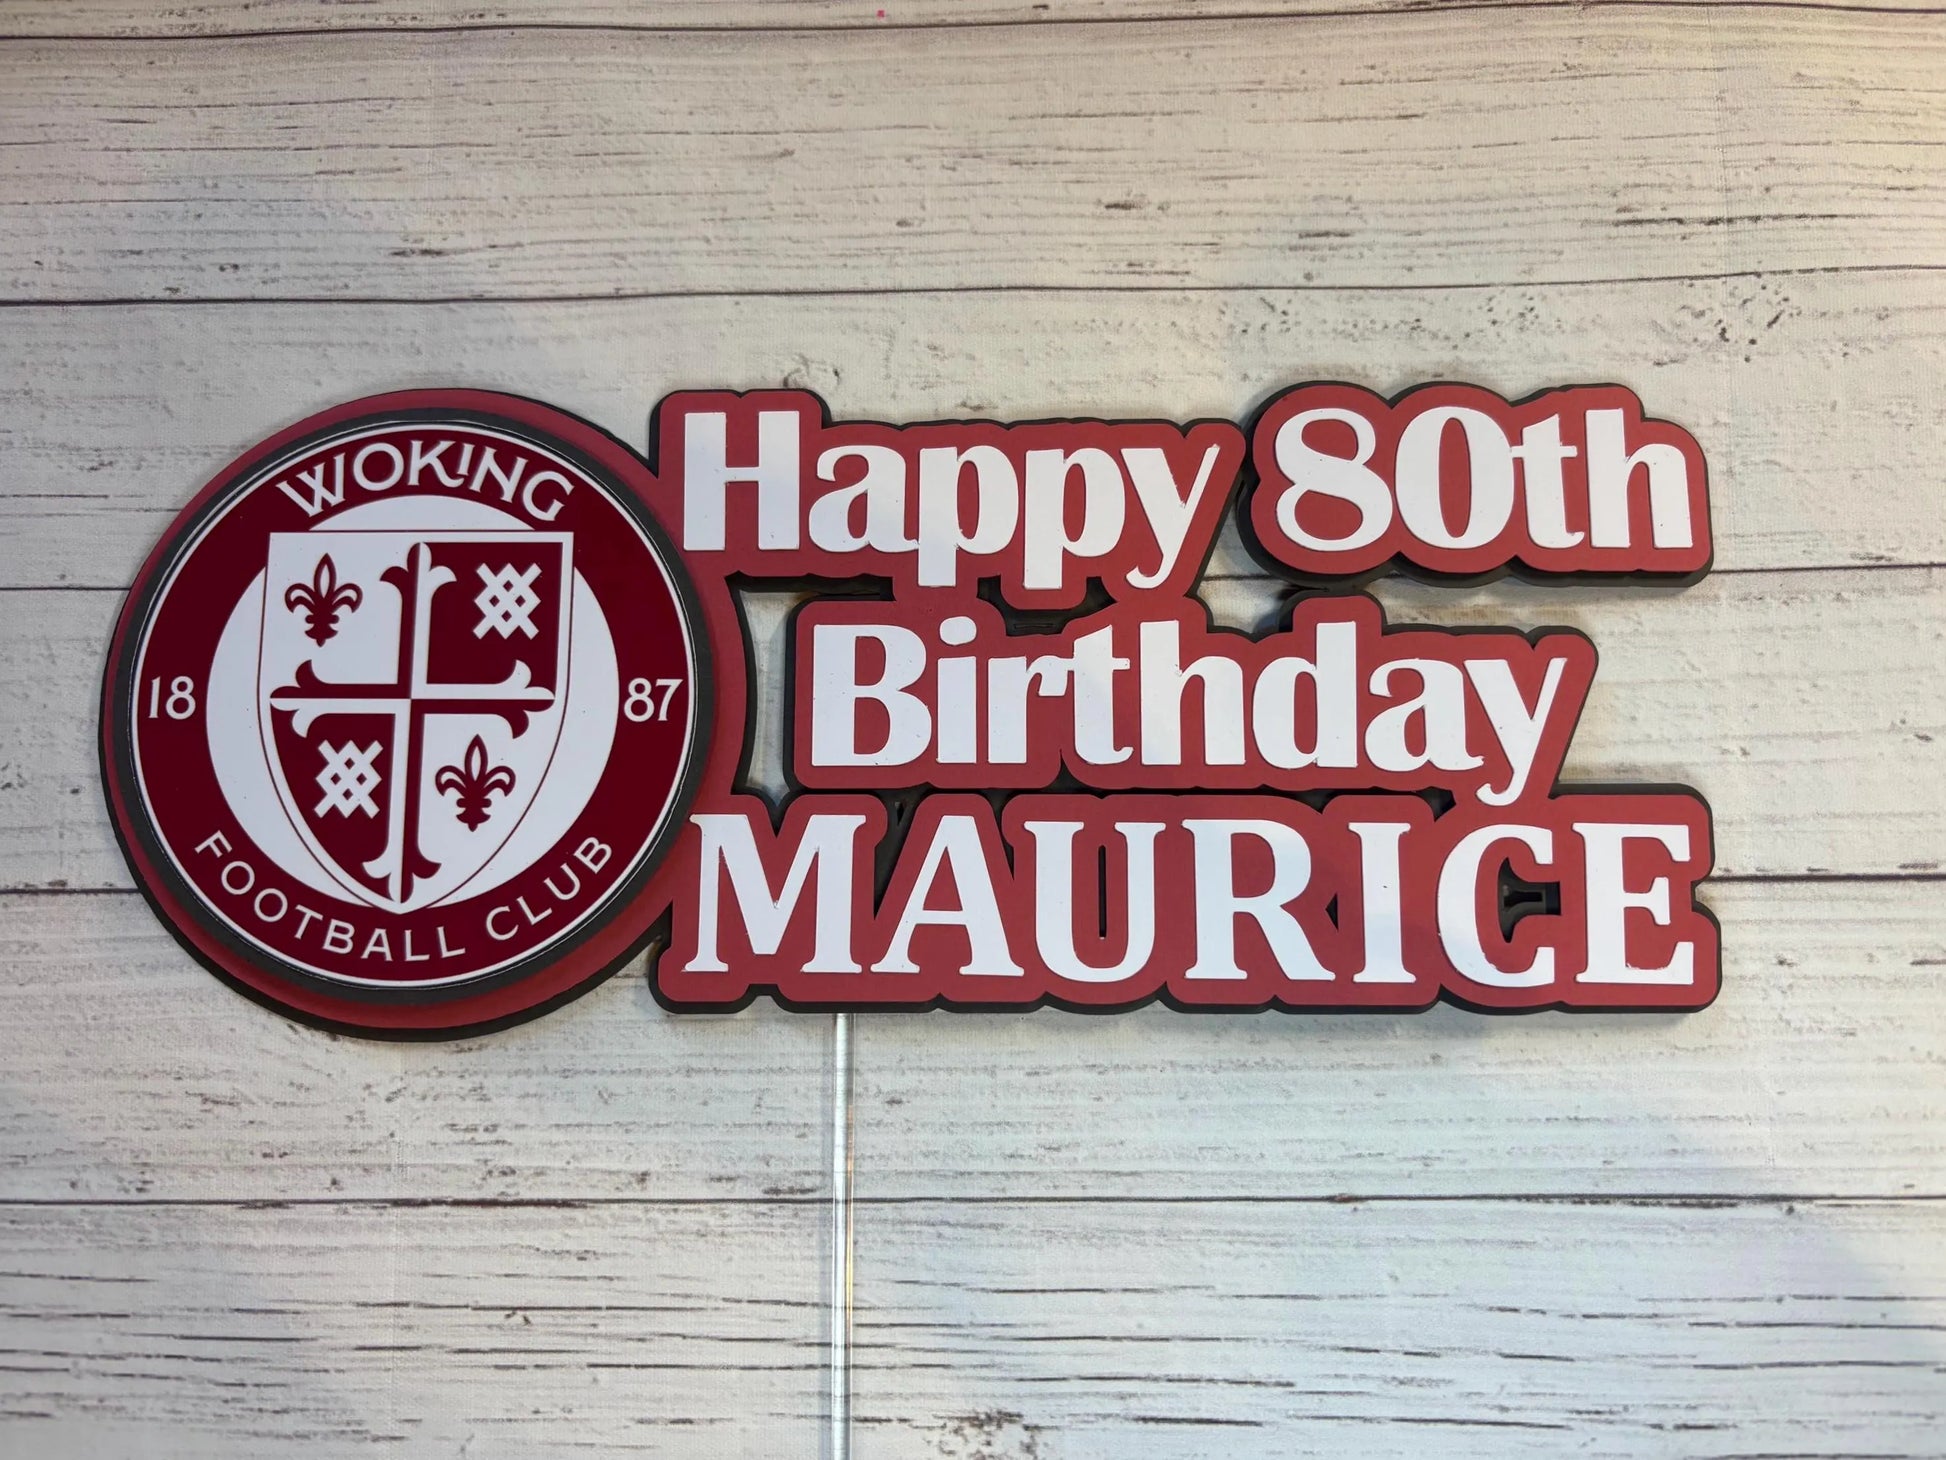 WOKING
18 87
FOOTBALL CLUB
Happy 80th
Birthday
MAURICE